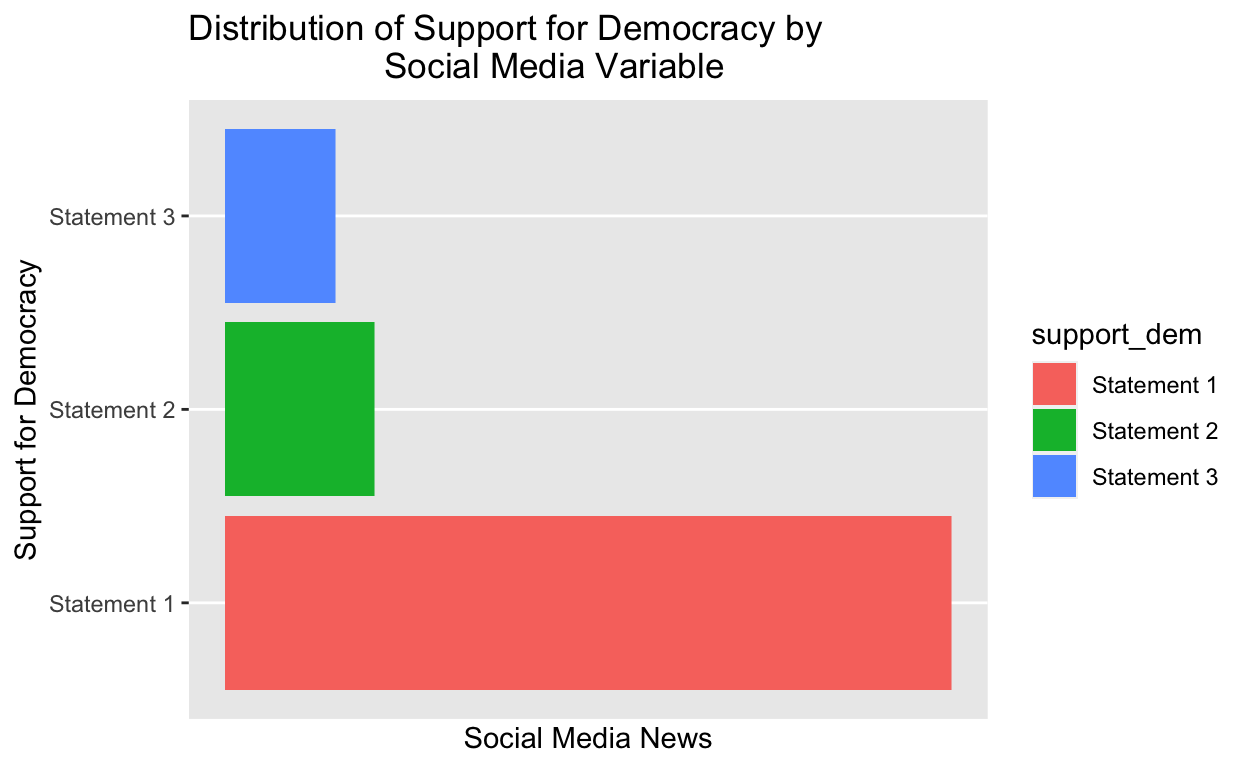 Distribution of Support for Democracy by
Social Media Variable
Support for Democracy
Statement 3
Statement 2
Statement 1
Social Media News
support_dem
Statement 1
Statement 2
Statement 3